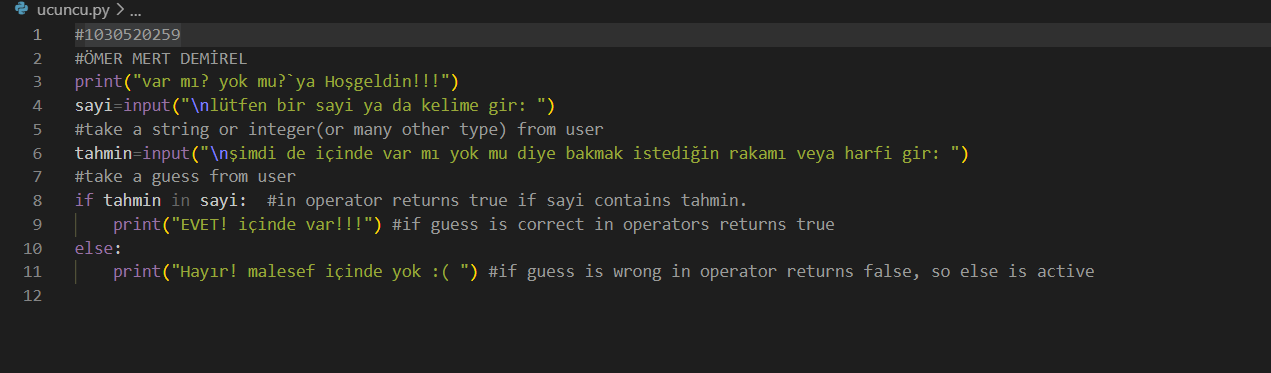 ucuncu.py > ...
1 #1030520259
2 #ÖMER MERT DEMİREL
3 print("var mı? yok mu?`ya Hoşgeldin!!!")
4 sayi=input("\nlütfen bir sayi ya da kelime gir: ")
5 #take a string or integer(or many other type) from user
6 tahmin=input("\nşimdi de içinde var mı yok mu diye bakmak istediğin rakamı veya harfi gir: ")
7 #take a guess from user
8 if tahmin in sayi:  #in operator returns true if sayi contains tahmin.
9     print("EVET! içinde var!!!") #if guess is correct in operators returns true
10 else:
11     print("Hayır! malesef içinde yok :( ") #if guess is wrong in operator returns false, so else is active
12